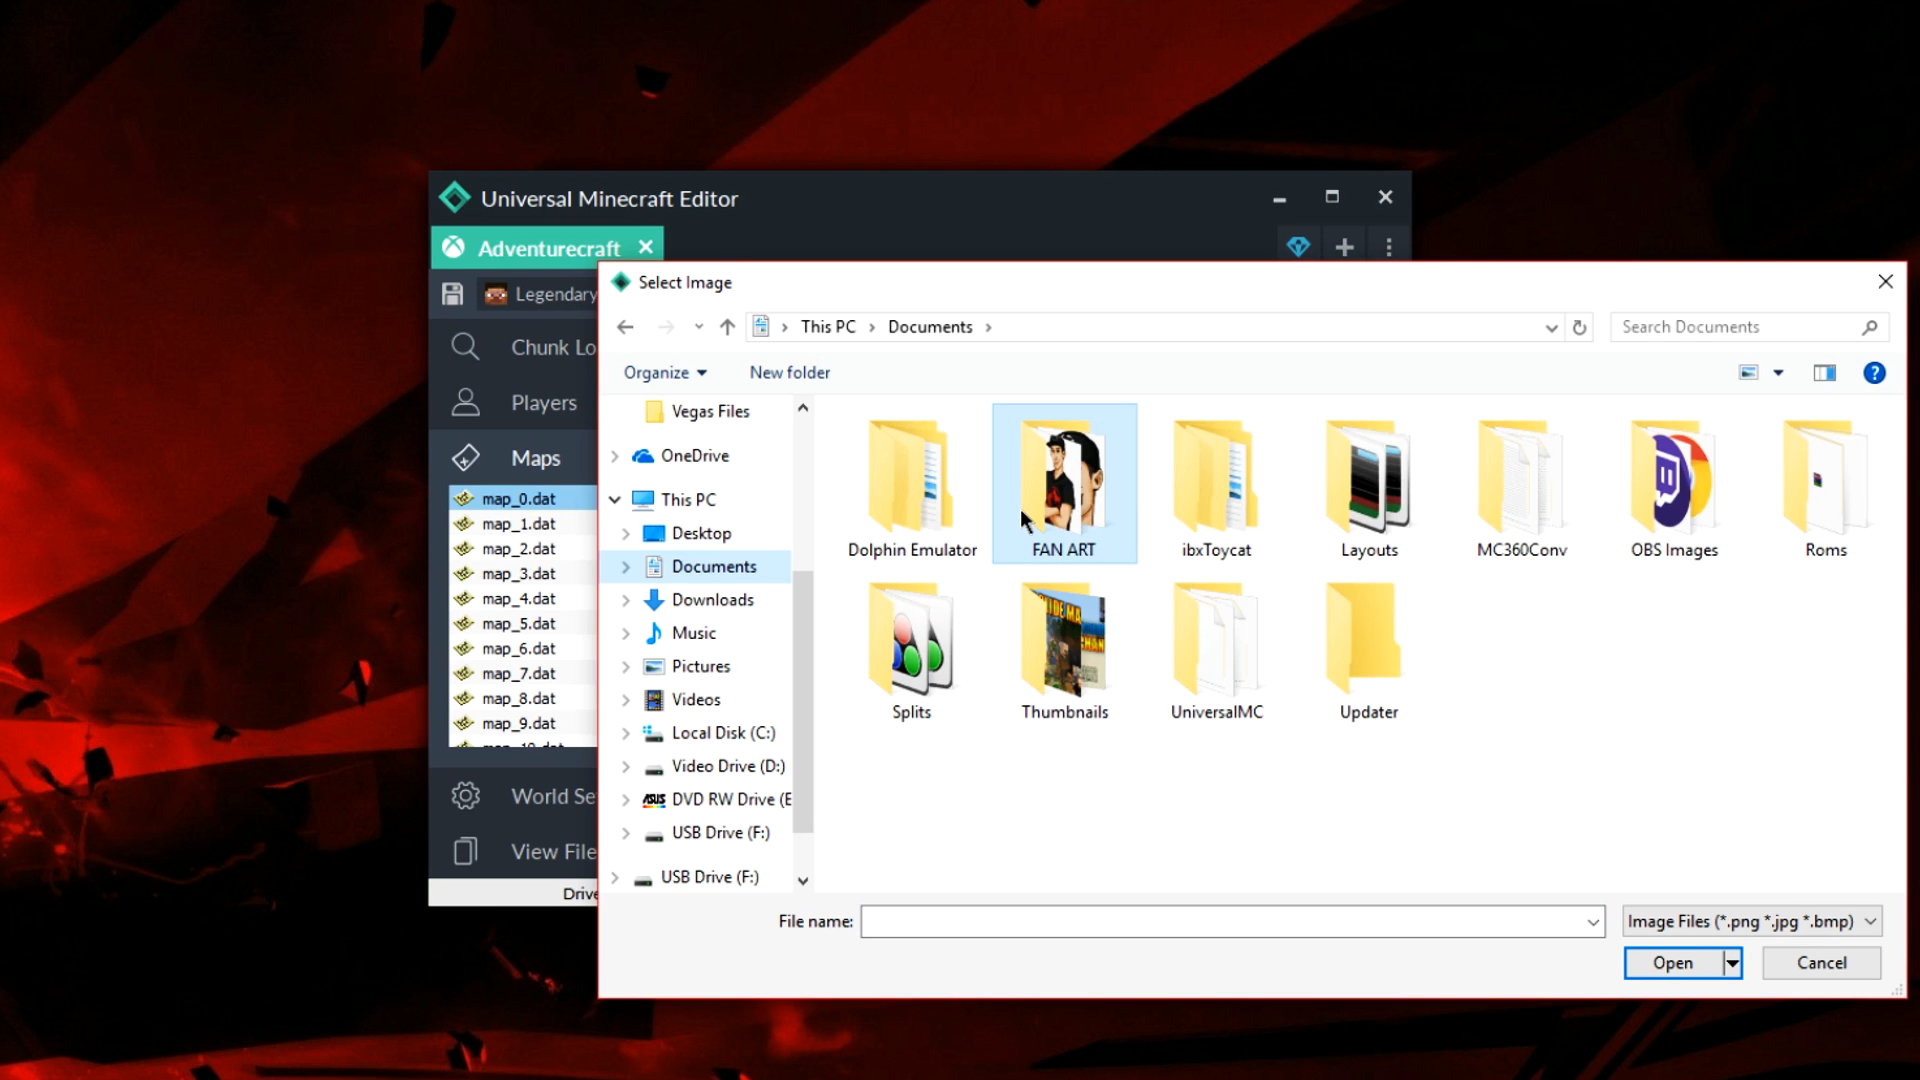 Universal Minecraft Editor
Adventurecraft
Legendary
Chunk Lo
Players
Maps
map_0.dat
map_1.dat
map_2.dat
map_3.dat
map_4.dat
map_5.dat
map_6.dat
map_7.dat
map_8.dat
map_9.dat
World Se
View File
Drive
Select Image
This PC
Documents
Search Documents
Organize
New folder
Vegas Files
OneDrive
This PC
Desktop
Documents
Downloads
Music
Pictures
Videos
Local Disk (C:)
Video Drive (D:)
ASUS DVD RW Drive (E
USB Drive (F:)
USB Drive (F:)
Dolphin Emulator
FAN ART
ibxToycat
Layouts
MC360Conv
OBS Images
Roms
Splits
Thumbnails
UniversalMC
Updater
File name:
Image Files (*.png *.jpg *.bmp)
Open
Cancel